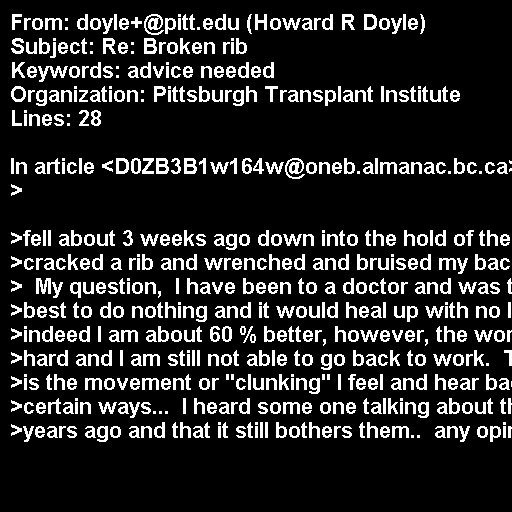 From: doyle+@pitt.edu (Howard R Doyle)
Subject: Re: Broken rib
Keywords: advice needed
Organization: Pittsburgh Transplant Institute
Lines: 28

In article <D0ZB3B1w164w@oneb.almanac.bc.ca>
>

>fell about 3 weeks ago down into the hold of the
>cracked a rib and wrenched and bruised my bac
>  My question,  I have been to a doctor and was t
>best to do nothing and it would heal up with no l
>indeed I am about 60 % better, however, the wor
>hard and I am still not able to go back to work.  T
>is the movement or "clunking" I feel and hear ba
>certain ways...  I heard some one talking about th
>years ago and that it still bothers them..  any opin